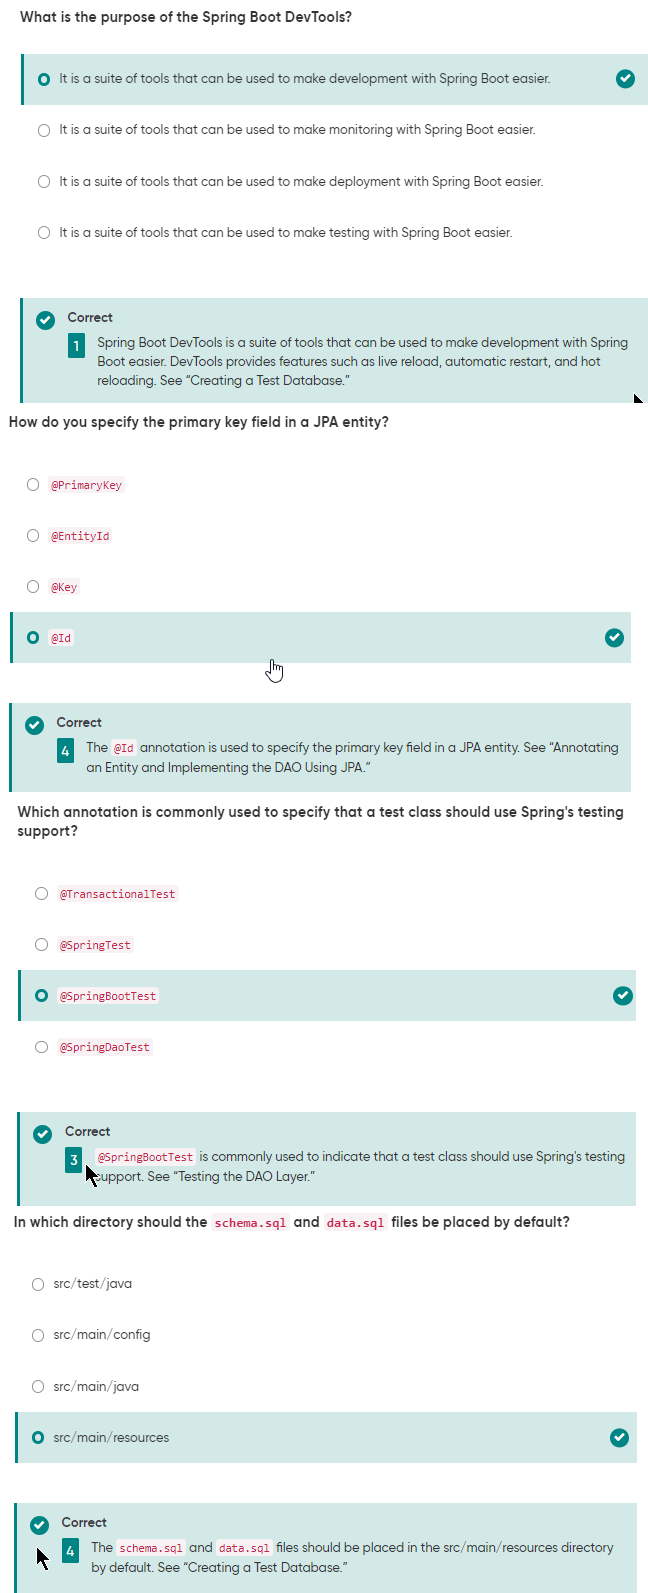 What is the purpose of the Spring Boot DevTools?
It is a suite of tools that can be used to make development with Spring Boot easier.
It is a suite of tools that can be used to make monitoring with Spring Boot easier.
It is a suite of tools that can be used to make deployment with Spring Boot easier.
It is a suite of tools that can be used to make testing with Spring Boot easier.
Correct
1 Spring Boot DevTools is a suite of tools that can be used to make development with Spring
Boot easier. DevTools provides features such as live reload, automatic restart, and hot
reloading. See “Creating a Test Database.”
How do you specify the primary key field in a JPA entity?
@PrimaryKey
@EntityId
@Key
@Id
Correct
4 The @Id annotation is used to specify the primary key field in a JPA entity. See “Annotating
an Entity and Implementing the DAO Using JPA.”
Which annotation is commonly used to specify that a test class should use Spring's testing
support?
@TransactionalTest
@SpringTest
@SpringBootTest
@SpringDaoTest
Correct
3 @SpringBootTest is commonly used to indicate that a test class should use Spring's testing
support. See “Testing the DAO Layer.”
In which directory should the schema.sql and data.sql files be placed by default?
src/test/java
src/main/config
src/main/java
src/main/resources
Correct
4 The schema.sql and data.sql files should be placed in the src/main/resources directory
by default. See “Creating a Test Database.”